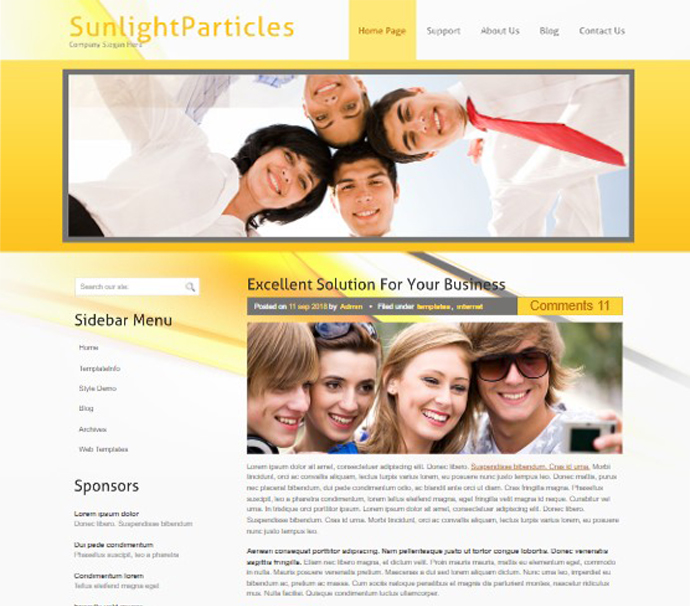 SunlightParticles
Company Slogan Here
Home Page
Support
About Us
Blog
Contact Us
Search our site.
Sidebar Menu
Home
TemplateInfo
Style Demo
Blog
Archives
Web Templates
Sponsors
Lorem ipsum dolor
Donec libero. Suspendisse bibendum
Dui pede condimentum
Phasellus suscipit, leo a pharetra
Condimentum lorem
Tellus eleifend magna eget
Excellent Solution For Your Business
Posted on 11 sep 2018 by Admin • Filed under templates, internet
Comments 11
Lorem ipsum dolor sit amet, consectetuer adipiscing elit. Donec libero. Suspendisse bibendum. Cras id urna. Morbi
tincidunt, orci ac convallis aliquam, lectus turpis varius lorem, eu posuere nunc justo tempus leo. Donec mattis, purus
nec placerat bibendum, dui pede condimentum odio, ac blandit ante orci ut diam. Cras fringilla magna. Phasellus
suscipit, leo a pharetra condimentum, lorem tellus eleifend magna, eget fringilla velit magna id neque. Curabitur vel
urna. In tristique orci porttitor ipsum. Lorem ipsum dolor sit amet, consectetuer adipiscing elit. Donec libero.
Suspendisse bibendum. Cras id urna. Morbi tincidunt, orci ac convallis aliquam, lectus turpis varius lorem, eu posuere
nunc justo tempus leo.
Aenean consequat porttitor adipiscing. Nam pellentesque justo ut tortor congue lobortis. Donec venenatis
sagittis fringilla. Etiam nec libero magna, et dictum velit. Proin mauris mauris, mattis eu elementum eget, commodo
in nulla. Mauris posuere venenatis pretium. Maecenas a dui sed lorem aliquam dictum. Nunc urna leo, imperdiet eu
bibendum ac, pretium ac massa. Cum sociis natoque penatibus et magnis dis parturient montes, nascetur ridiculus
mus. Nulla facilisi. Quisque condimentum luctus ullamcorper.